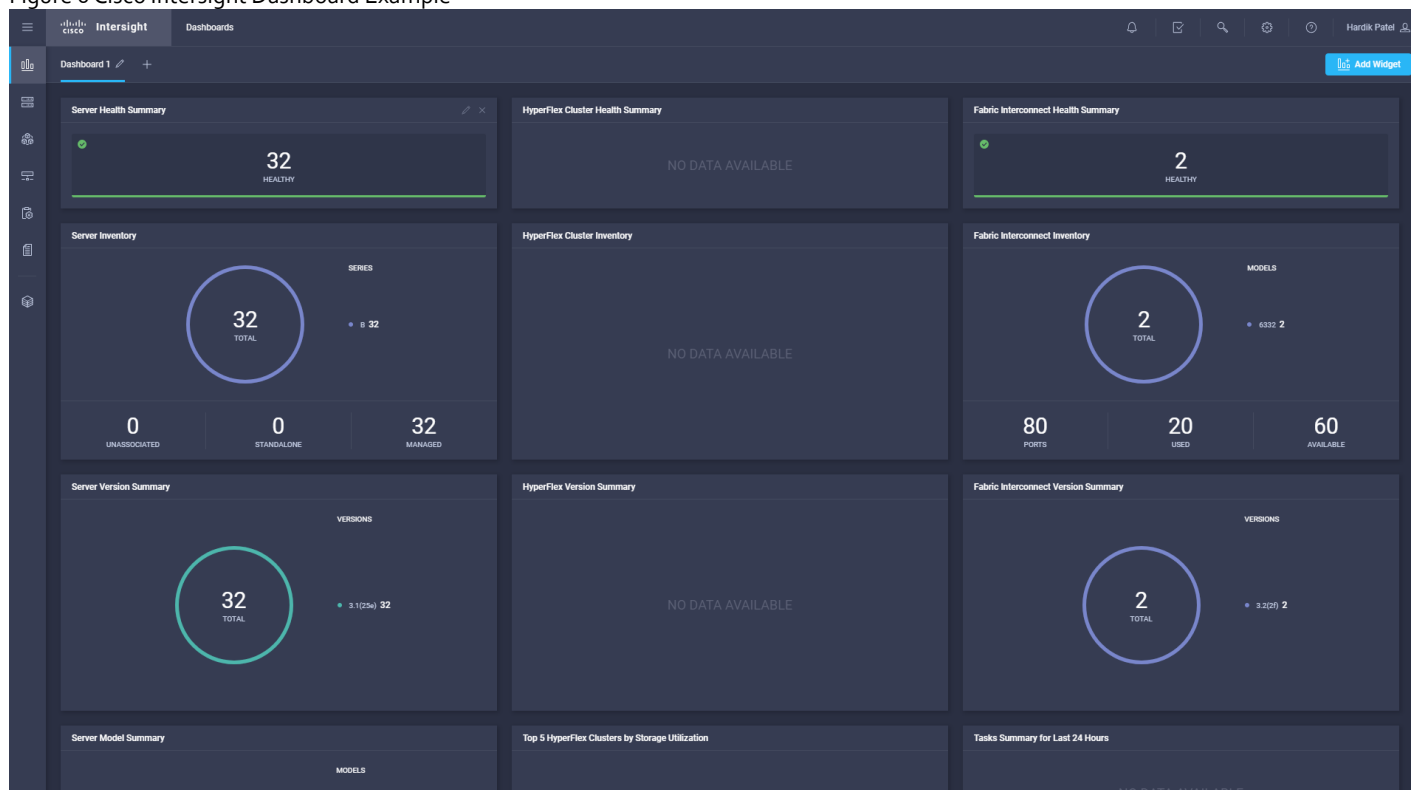 Figure 6 Cisco Intersight Dashboard Example
cisco Intersight Dashboards Hardik Patel
Dashboard 1 + Add Widget
Server Health Summary
32
HEALTHY
HyperFlex Cluster Health Summary
NO DATA AVAILABLE
Fabric Interconnect Health Summary
2
HEALTHY
Server Inventory
SERIES
32
TOTAL
B 32
0
UNASSOCIATED
0
STANDALONE
32
MANAGED
HyperFlex Cluster Inventory
NO DATA AVAILABLE
Fabric Interconnect Inventory
MODELS
2
TOTAL
6332 2
80
PORTS
20
USED
60
AVAILABLE
Server Version Summary
VERSIONS
32
TOTAL
3.1(25e) 32
HyperFlex Version Summary
NO DATA AVAILABLE
Fabric Interconnect Version Summary
VERSIONS
2
TOTAL
3.2(2f) 2
Server Model Summary
MODELS
Top 5 HyperFlex Clusters by Storage Utilization
Tasks Summary for Last 24 Hours
NO DATA AVAILABLE